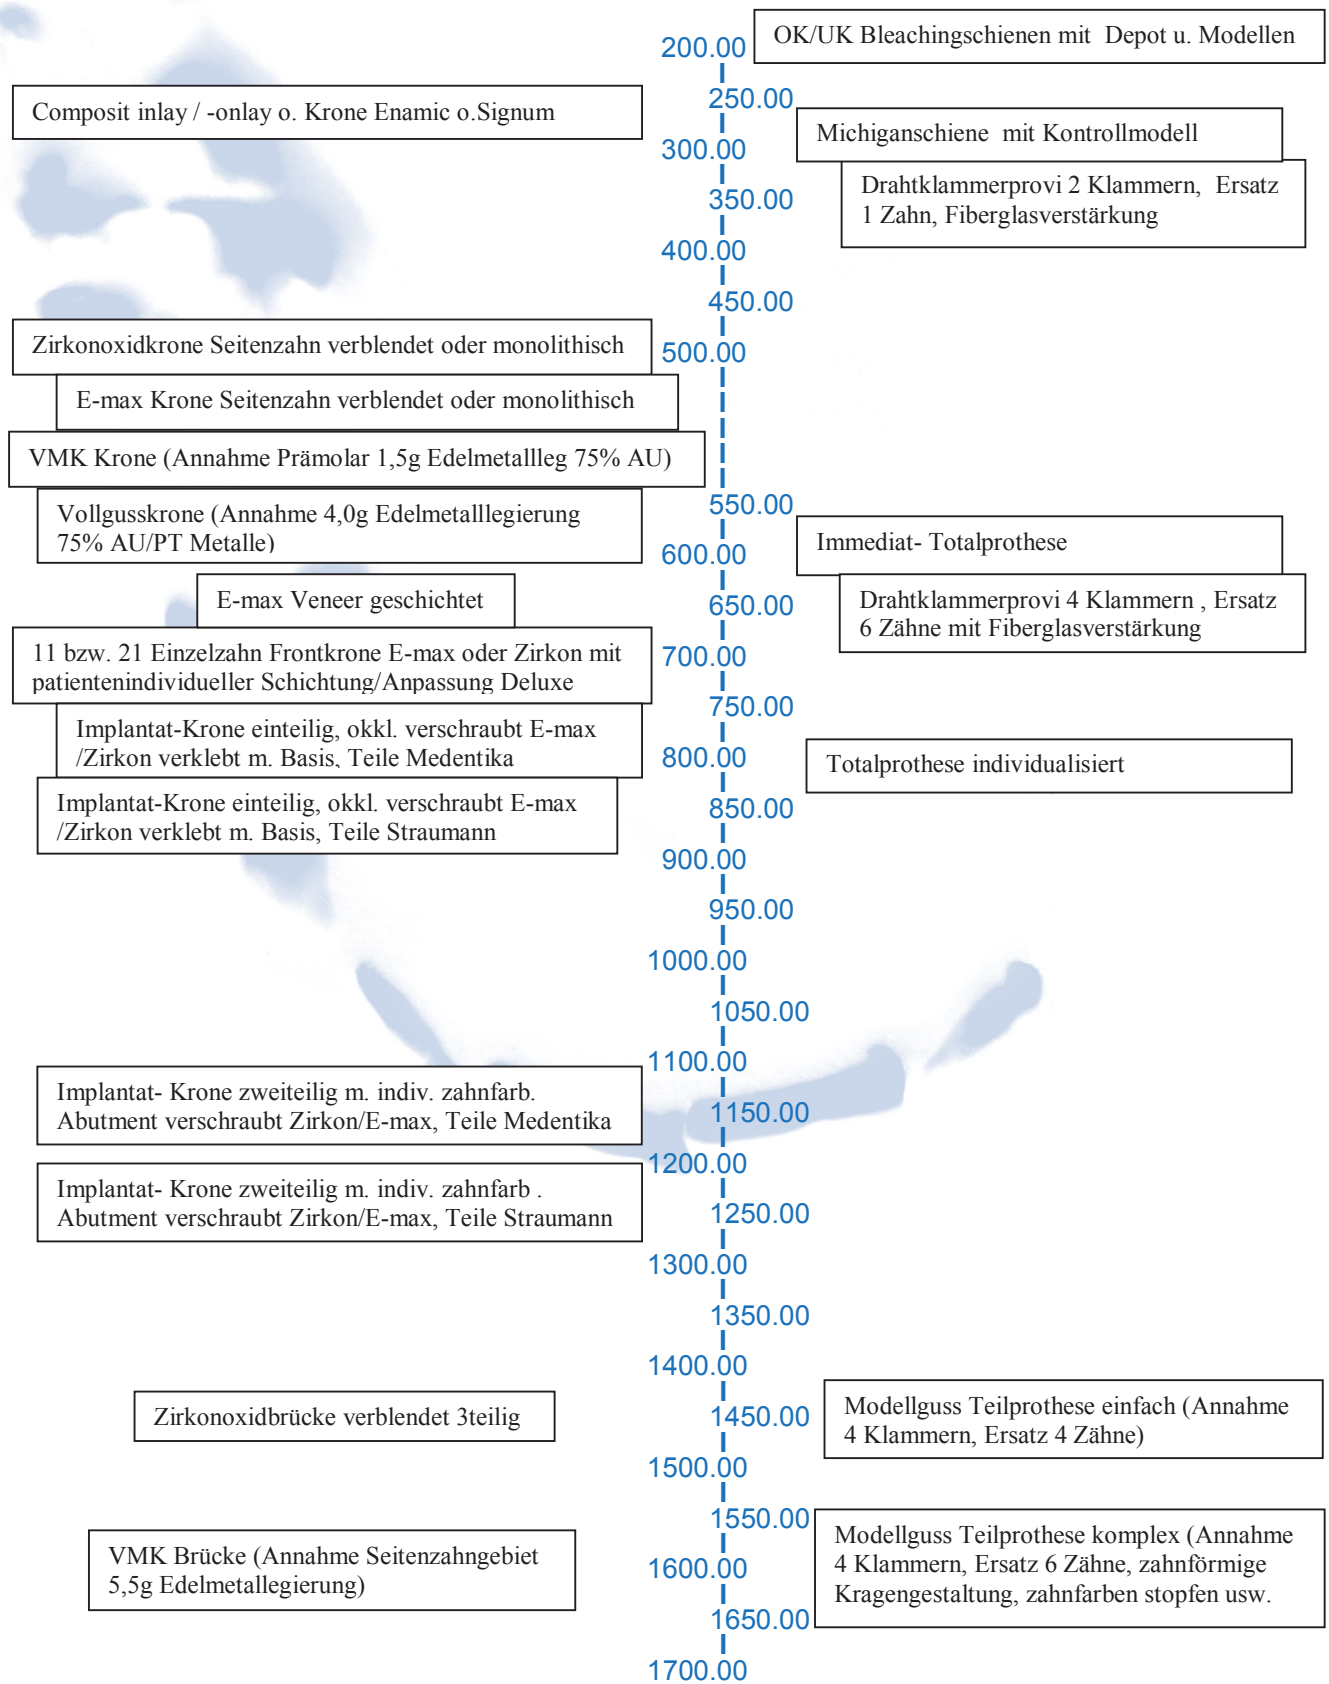 200.00
OK/UK Bleachingschienen mit Depot u. Modellen
250.00
Composit inlay / -onlay o. Krone Enamic o.Signum
Michiganschiene mit Kontrollmodell
300.00
Drahtklammerprovi 2 Klammern, Ersatz
1 Zahn, Fiberglasverstärkung
350.00
400.00
450.00
Zirkonoxidkrone Seitenzahn verblendet oder monolithisch
500.00
E-max Krone Seitenzahn verblendet oder monolithisch
VMK Krone (Annahme Prämolar 1,5g Edelmetallleg 75% AU)
550.00
Vollgusskrone (Annahme 4,0g Edelmetalllegierung
75% AU/PT Metalle)
Immediat- Totalprothese
600.00
E-max Veneer geschichtet
650.00
Drahtklammerprovi 4 Klammern , Ersatz
6 Zähne mit Fiberglasverstärkung
11 bzw. 21 Einzelzahn Frontkrone E-max oder Zirkon mit
patientenindividueller Schichtung/Anpassung Deluxe
700.00
750.00
Implantat-Krone einteilig, okkl. verschraubt E-max
/Zirkon verklebt m. Basis, Teile Medentika
800.00
Totalprothese individualisiert
Implantat-Krone einteilig, okkl. verschraubt E-max
/Zirkon verklebt m. Basis, Teile Straumann
850.00
900.00
950.00
1000.00
1050.00
1100.00
Implantat- Krone zweiteilig m. indiv. zahnfarb.
Abutment verschraubt Zirkon/E-max, Teile Medentika
1150.00
1200.00
Implantat- Krone zweiteilig m. indiv. zahnfarb .
Abutment verschraubt Zirkon/E-max, Teile Straumann
1250.00
1300.00
1350.00
1400.00
Zirkonoxidbrücke verblendet 3teilig
1450.00
Modellguss Teilprothese einfach (Annahme
4 Klammern, Ersatz 4 Zähne)
1500.00
1550.00
VMK Brücke (Annahme Seitenzahngebiet
5,5g Edelmetallegierung)
1600.00
Modellguss Teilprothese komplex (Annahme
4 Klammern, Ersatz 6 Zähne, zahnförmige
Kragengestaltung, zahnfarben stopfen usw.
1650.00
1700.00